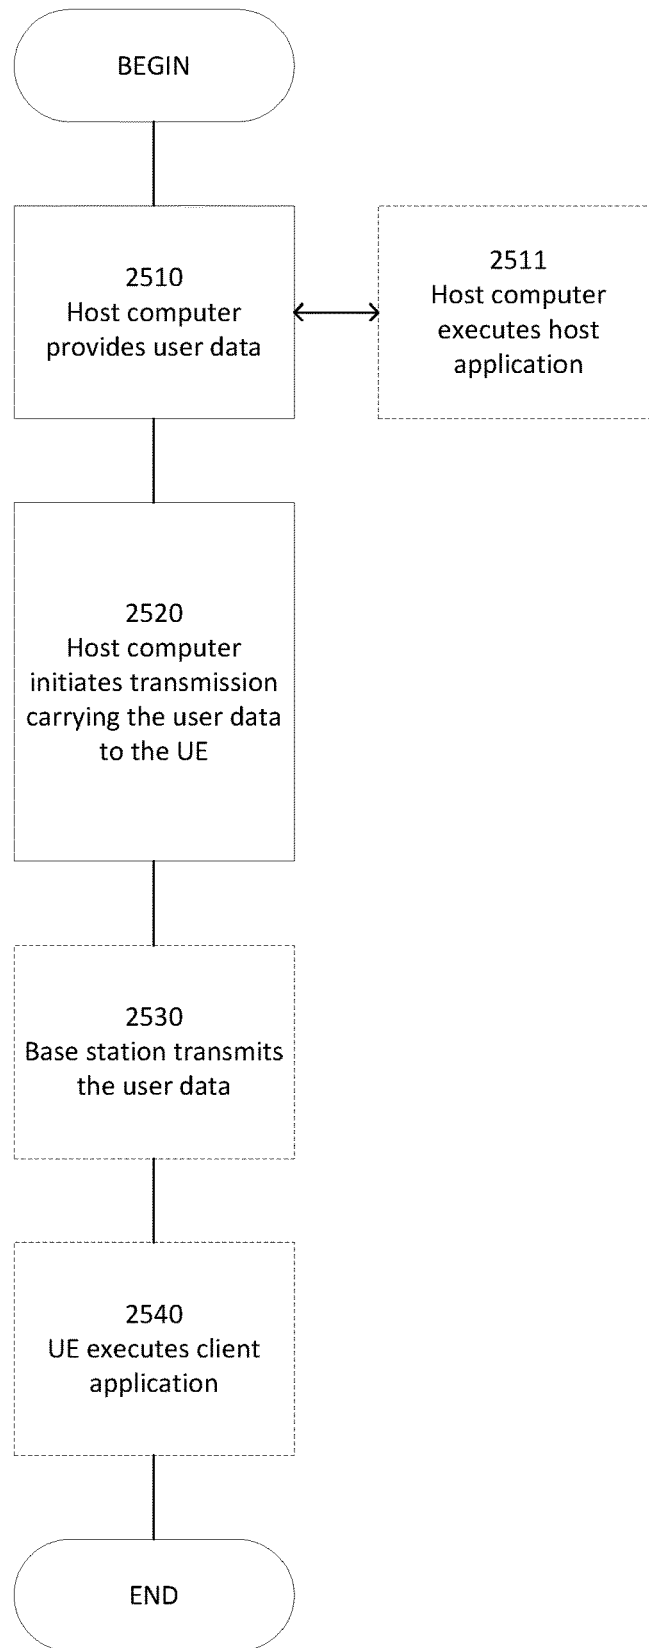 BEGIN
2510
Host computer
provides user data
2511
Host computer
executes host
application
2520
Host computer
initiates transmission
carrying the user data
to the UE
2530
Base station transmits
the user data
2540
UE executes client
application
END